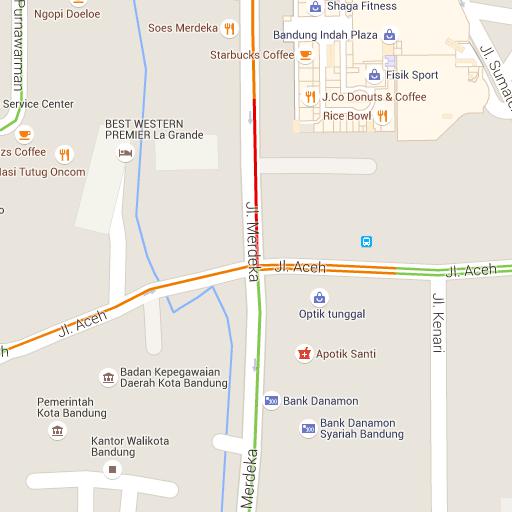 Ngopi Doeloe
Purnawarman
Soes Merdeka
Shaga Fitness
Bandung Indah Plaza
Starbucks Coffee
Jl. Sumate
Fisik Sport
J.Co Donuts & Coffee
Rice Bowl
Service Center
BEST WESTERN
PREMIER La Grande
zs Coffee
Nasi Tutug Oncom
o
Jl. Merdeka
Jl. Aceh
Jl. Aceh
Jl. Kenari
Optik tunggal
Jl. Aceh
h
Apotik Santi
Badan Kepegawaian
Daerah Kota Bandung
Pemerintah
Kota Bandung
Bank Danamon
Bank Danamon
Syariah Bandung
Kantor Walikota
Bandung
Merdeka